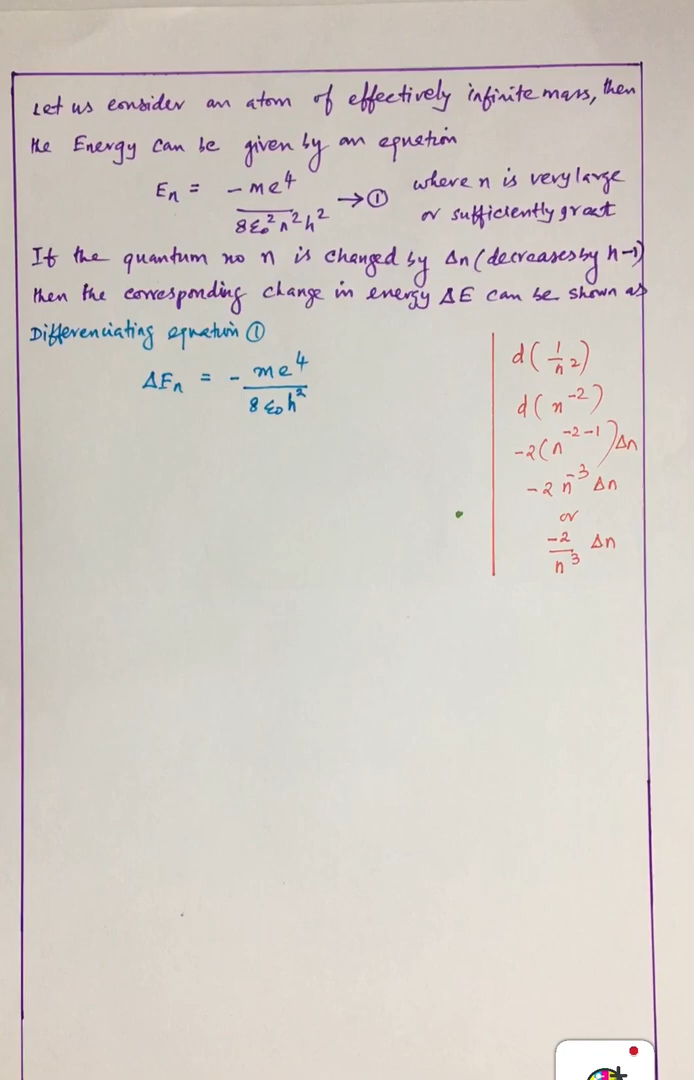 Let us consider an atom of effectively infinite mass, then
the Energy can be given by an equation
Eₙ = -me⁴ / 8ε₀²n²h² → ① where n is very large
or sufficiently great
If the quantum no n is changed by Δn (decreases by n-1)
then the corresponding change in energy ΔE can be shown as
Differenciating equation ①
ΔEₙ = - me⁴ / 8ε₀h²
d(1/n²)
d(n⁻²)
-2(n⁻²⁻¹)Δn
-2 n⁻³ Δn
or
-2/n³ Δn